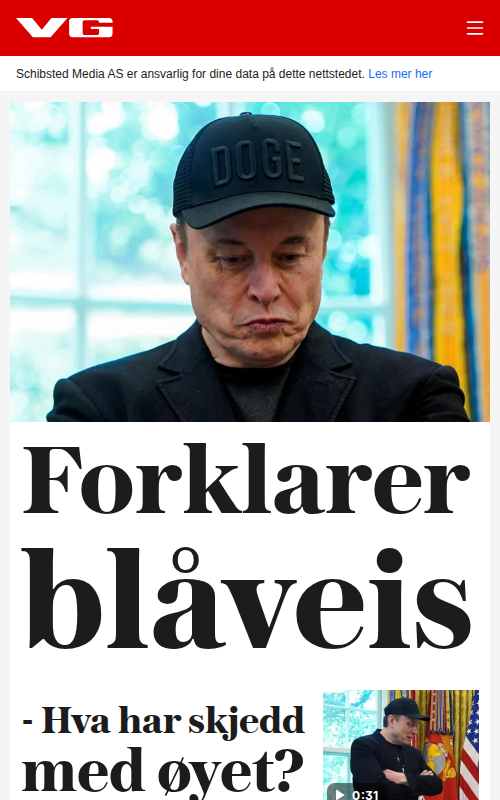 VG
Schibsted Media AS er ansvarlig for dine data på dette nettstedet. Les mer her
DOGE
Forklarer
blåveis
- Hva har skjedd
med øyet?
0:31